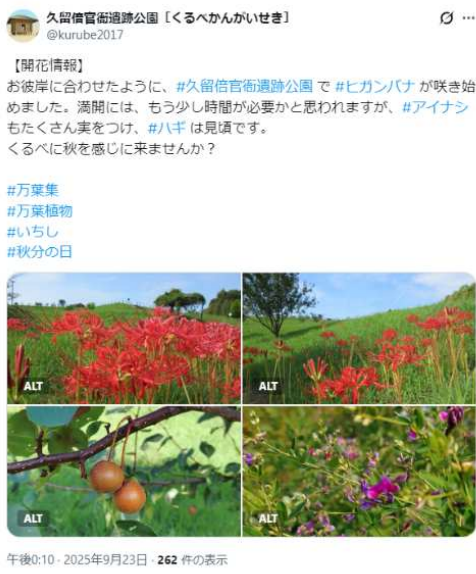 久留倍官衙遺跡公園［くるべかんがいせき］
@kurube2017
【開花情報】
お彼岸に合わせたように、#久留倍官衙遺跡公園 で #ヒガンバナ が咲き始
めました。満開には、もう少し時間が必要かと思われますが、#アイナシ
もたくさん実をつけ、#ハギ は見頃です。
くるべに秋を感じに来ませんか？
#万葉集
#万葉植物
#いちし
#秋分の日
ALT
ALT
ALT
ALT
午後0:10 · 2025年9月23日 · 262 件の表示